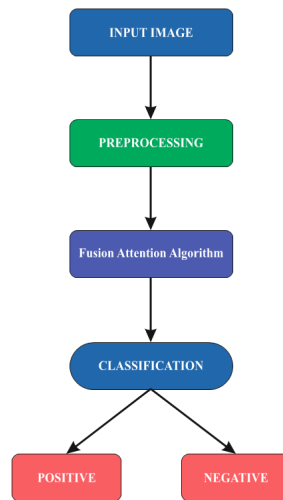 INPUT IMAGE
PREPROCESSING
Fusion Attention Algorithm
CLASSIFICATION
POSITIVE
NEGATIVE